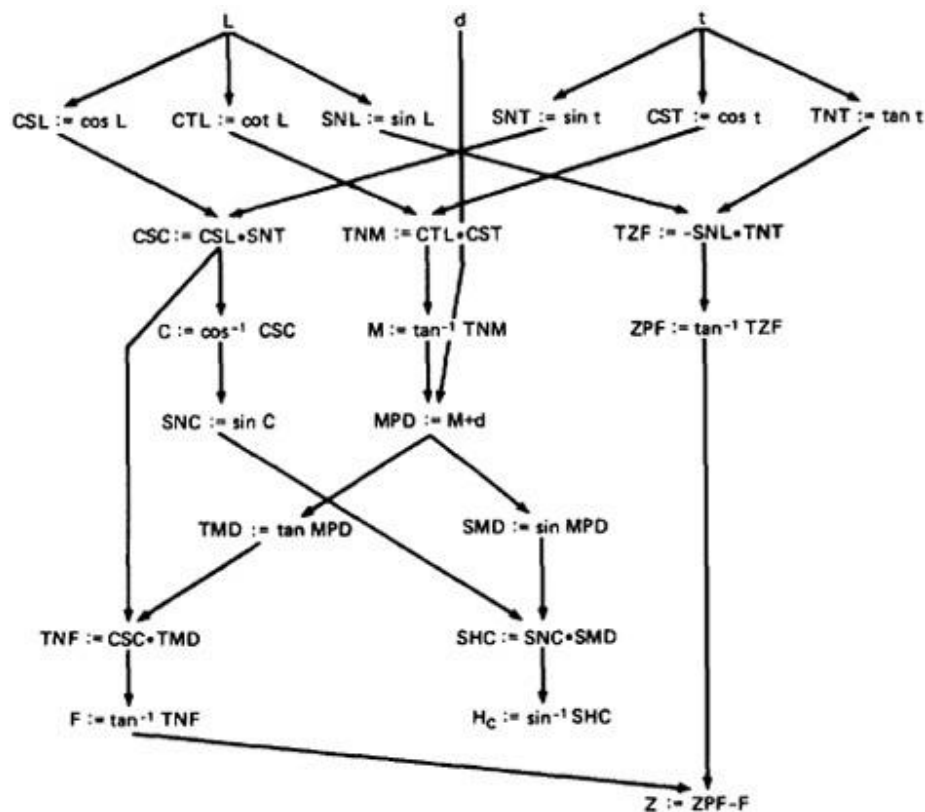 L d t
CSL := cos L CTL := cot L SNL := sin L SNT := sin t CST := cos t TNT := tan t
CSC := CSL•SNT TNM := CTL•CST TZF := -SNL•TNT
C := cos⁻¹ CSC M := tan⁻¹ TNM ZPF := tan⁻¹ TZF
SNC := sin C MPD := M+d
TMD := tan MPD SMD := sin MPD
TNF := CSC•TMD SHC := SNC•SMD
F := tan⁻¹ TNF H_C := sin⁻¹ SHC
Z := ZPF-F